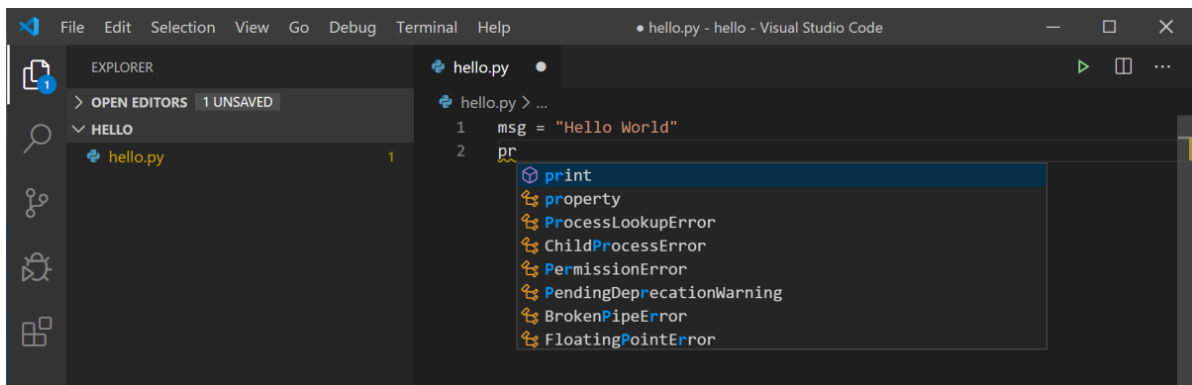 File Edit Selection View Go Debug Terminal Help ● hello.py - hello - Visual Studio Code
EXPLORER
hello.py ●
> OPEN EDITORS 1 UNSAVED
hello.py > ...
HELLO
1 msg = "Hello World"
hello.py 1
2 pr
print
property
ProcessLookupError
ChildProcessError
PermissionError
PendingDeprecationWarning
BrokenPipeError
FloatingPointError
1